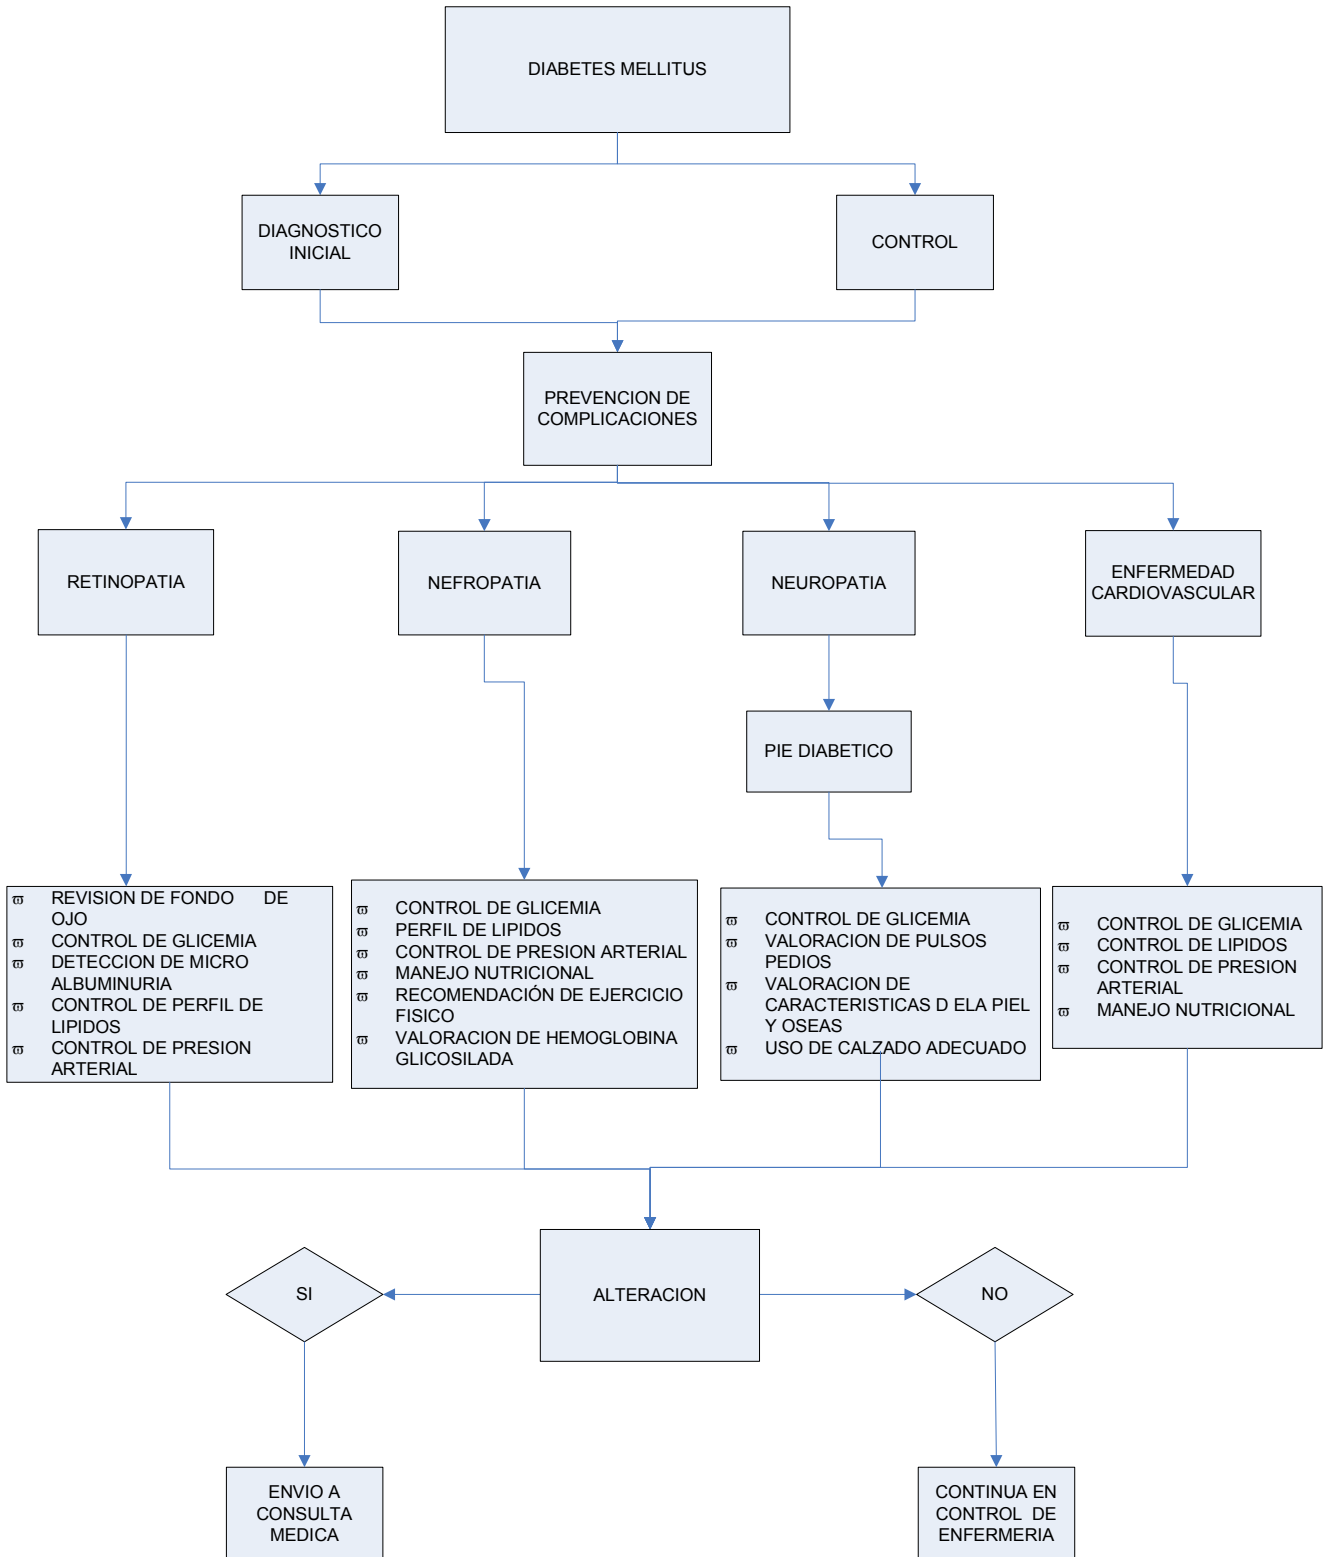 DIABETES MELLITUS
DIAGNOSTICO
INICIAL
CONTROL
PREVENCION DE
COMPLICACIONES
RETINOPATIA
NEFROPATIA
NEUROPATIA
ENFERMEDAD
CARDIOVASCULAR
PIE DIABETICO
ϖ REVISION DE FONDO DE
OJO
ϖ CONTROL DE GLICEMIA
ϖ DETECCION DE MICRO
ALBUMINURIA
ϖ CONTROL DE PERFIL DE
LIPIDOS
ϖ CONTROL DE PRESION
ARTERIAL
ϖ CONTROL DE GLICEMIA
ϖ PERFIL DE LIPIDOS
ϖ CONTROL DE PRESION ARTERIAL
ϖ MANEJO NUTRICIONAL
ϖ RECOMENDACIÓN DE EJERCICIO
FISICO
ϖ VALORACION DE HEMOGLOBINA
GLICOSILADA
ϖ CONTROL DE GLICEMIA
ϖ VALORACION DE PULSOS
PEDIOS
ϖ VALORACION DE
CARACTERISTICAS D ELA PIEL
Y OSEAS
ϖ USO DE CALZADO ADECUADO
ϖ CONTROL DE GLICEMIA
ϖ CONTROL DE LIPIDOS
ϖ CONTROL DE PRESION
ARTERIAL
ϖ MANEJO NUTRICIONAL
SI
ALTERACION
NO
ENVIO A
CONSULTA
MEDICA
CONTINUA EN
CONTROL DE
ENFERMERIA